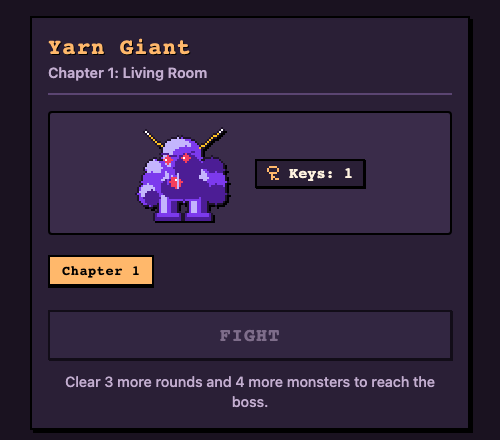 Yarn Giant
Chapter 1: Living Room
Keys: 1
Chapter 1
FIGHT
Clear 3 more rounds and 4 more monsters to reach the
boss.